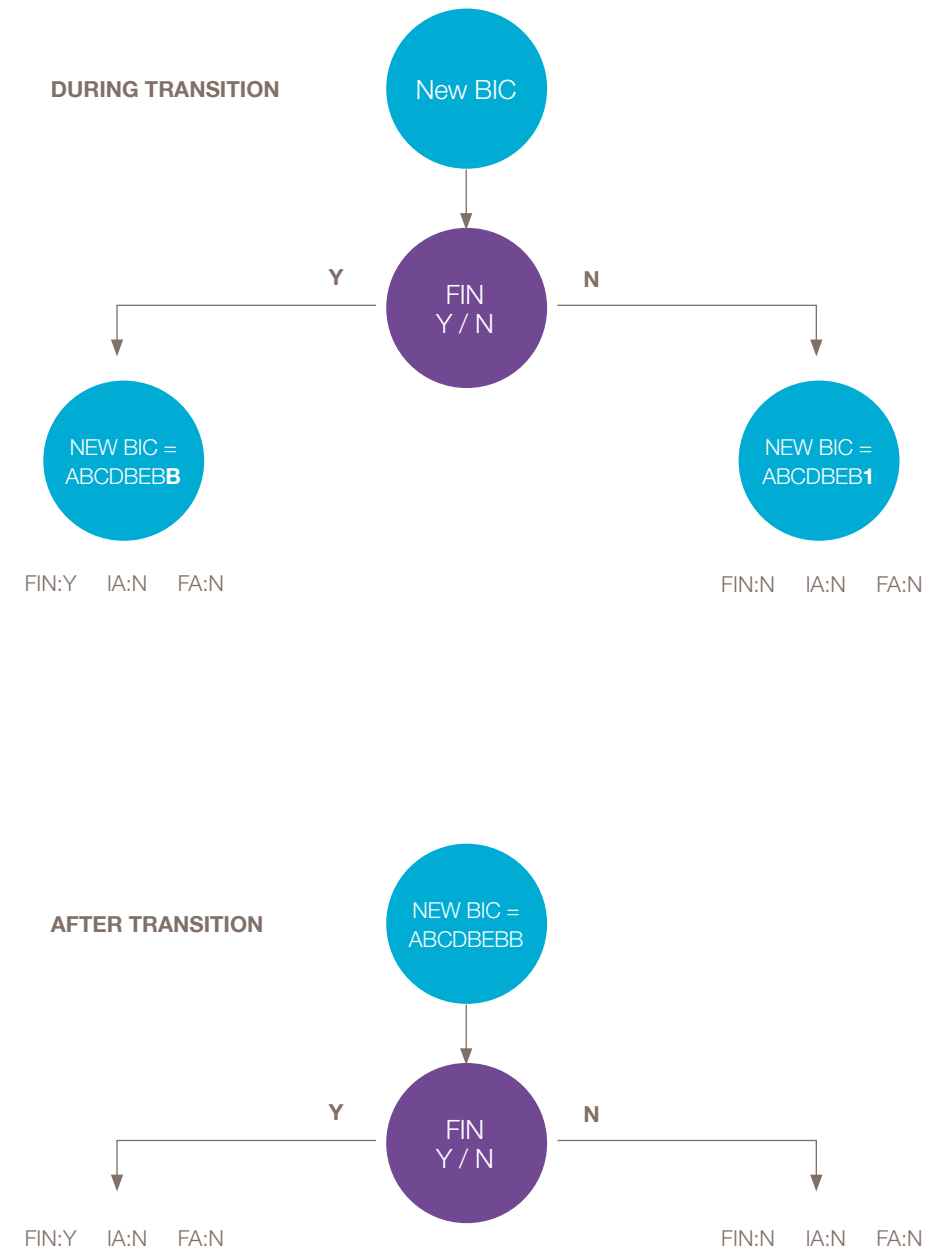 DURING TRANSITION
New BIC
Y
N
FIN
Y / N
NEW BIC =
ABCDBEBB
NEW BIC =
ABCDBEB1
FIN:Y IA:N FA:N
FIN:N IA:N FA:N
AFTER TRANSITION
NEW BIC =
ABCDBEBB
Y
N
FIN
Y / N
FIN:Y IA:N FA:N
FIN:N IA:N FA:N